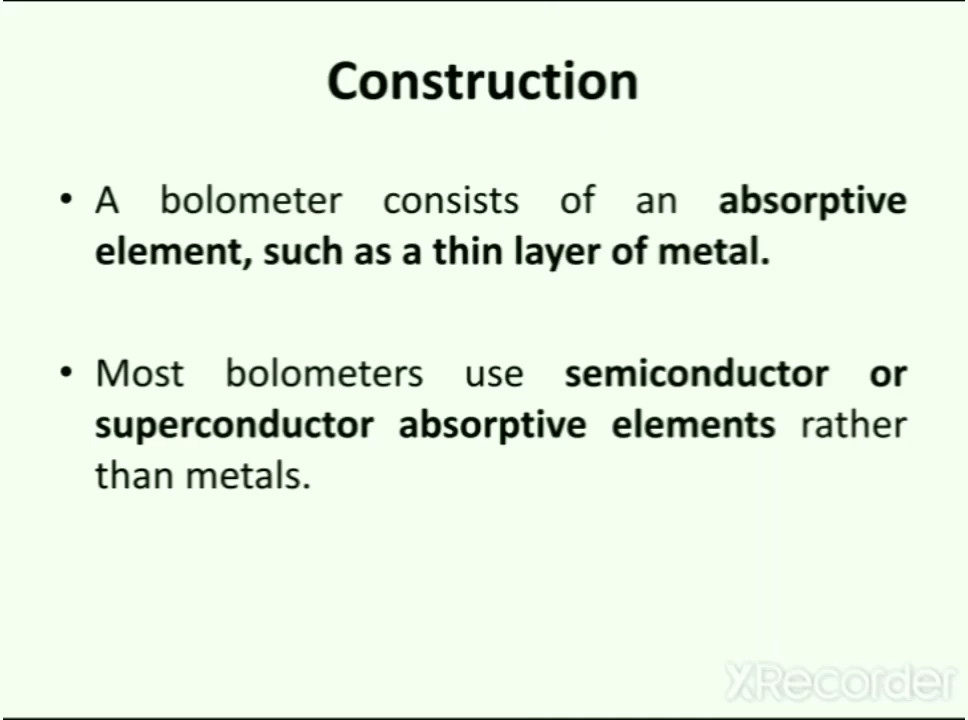 Construction
• A bolometer consists of an absorptive
element, such as a thin layer of metal.
• Most bolometers use semiconductor or
superconductor absorptive elements rather
than metals.
XRecorder